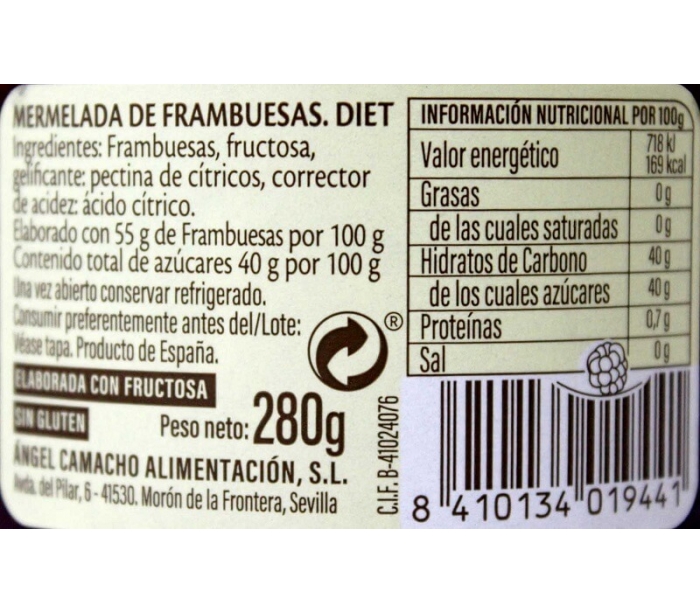 MERMELADA DE FRAMBUESAS. DIET
Ingredientes: Frambuesas, fructosa,
gelificante: pectina de cítricos, corrector
de acidez: ácido cítrico.
Elaborado con 55 g de Frambuesas por 100 g
Contenido total de azúcares 40 g por 100 g
Una vez abierto conservar refrigerado.
Consumir preferentemente antes del/Lote:
Véase tapa. Producto de España.
ELABORADA CON FRUCTOSA
SIN GLUTEN
Peso neto: 280g
ÁNGEL CAMACHO ALIMENTACIÓN, S.L.
Avda. del Pilar, 6 - 41530. Morón de la Frontera, Sevilla
®
C.I.F. B-41024076
INFORMACIÓN NUTRICIONAL POR 100g
Valor energético 718 kJ 169 kcal
Grasas 0g
de las cuales saturadas 0g
Hidratos de Carbono 40g
de los cuales azúcares 40g
Proteínas 0,7g
Sal 0g
8 410134 019441